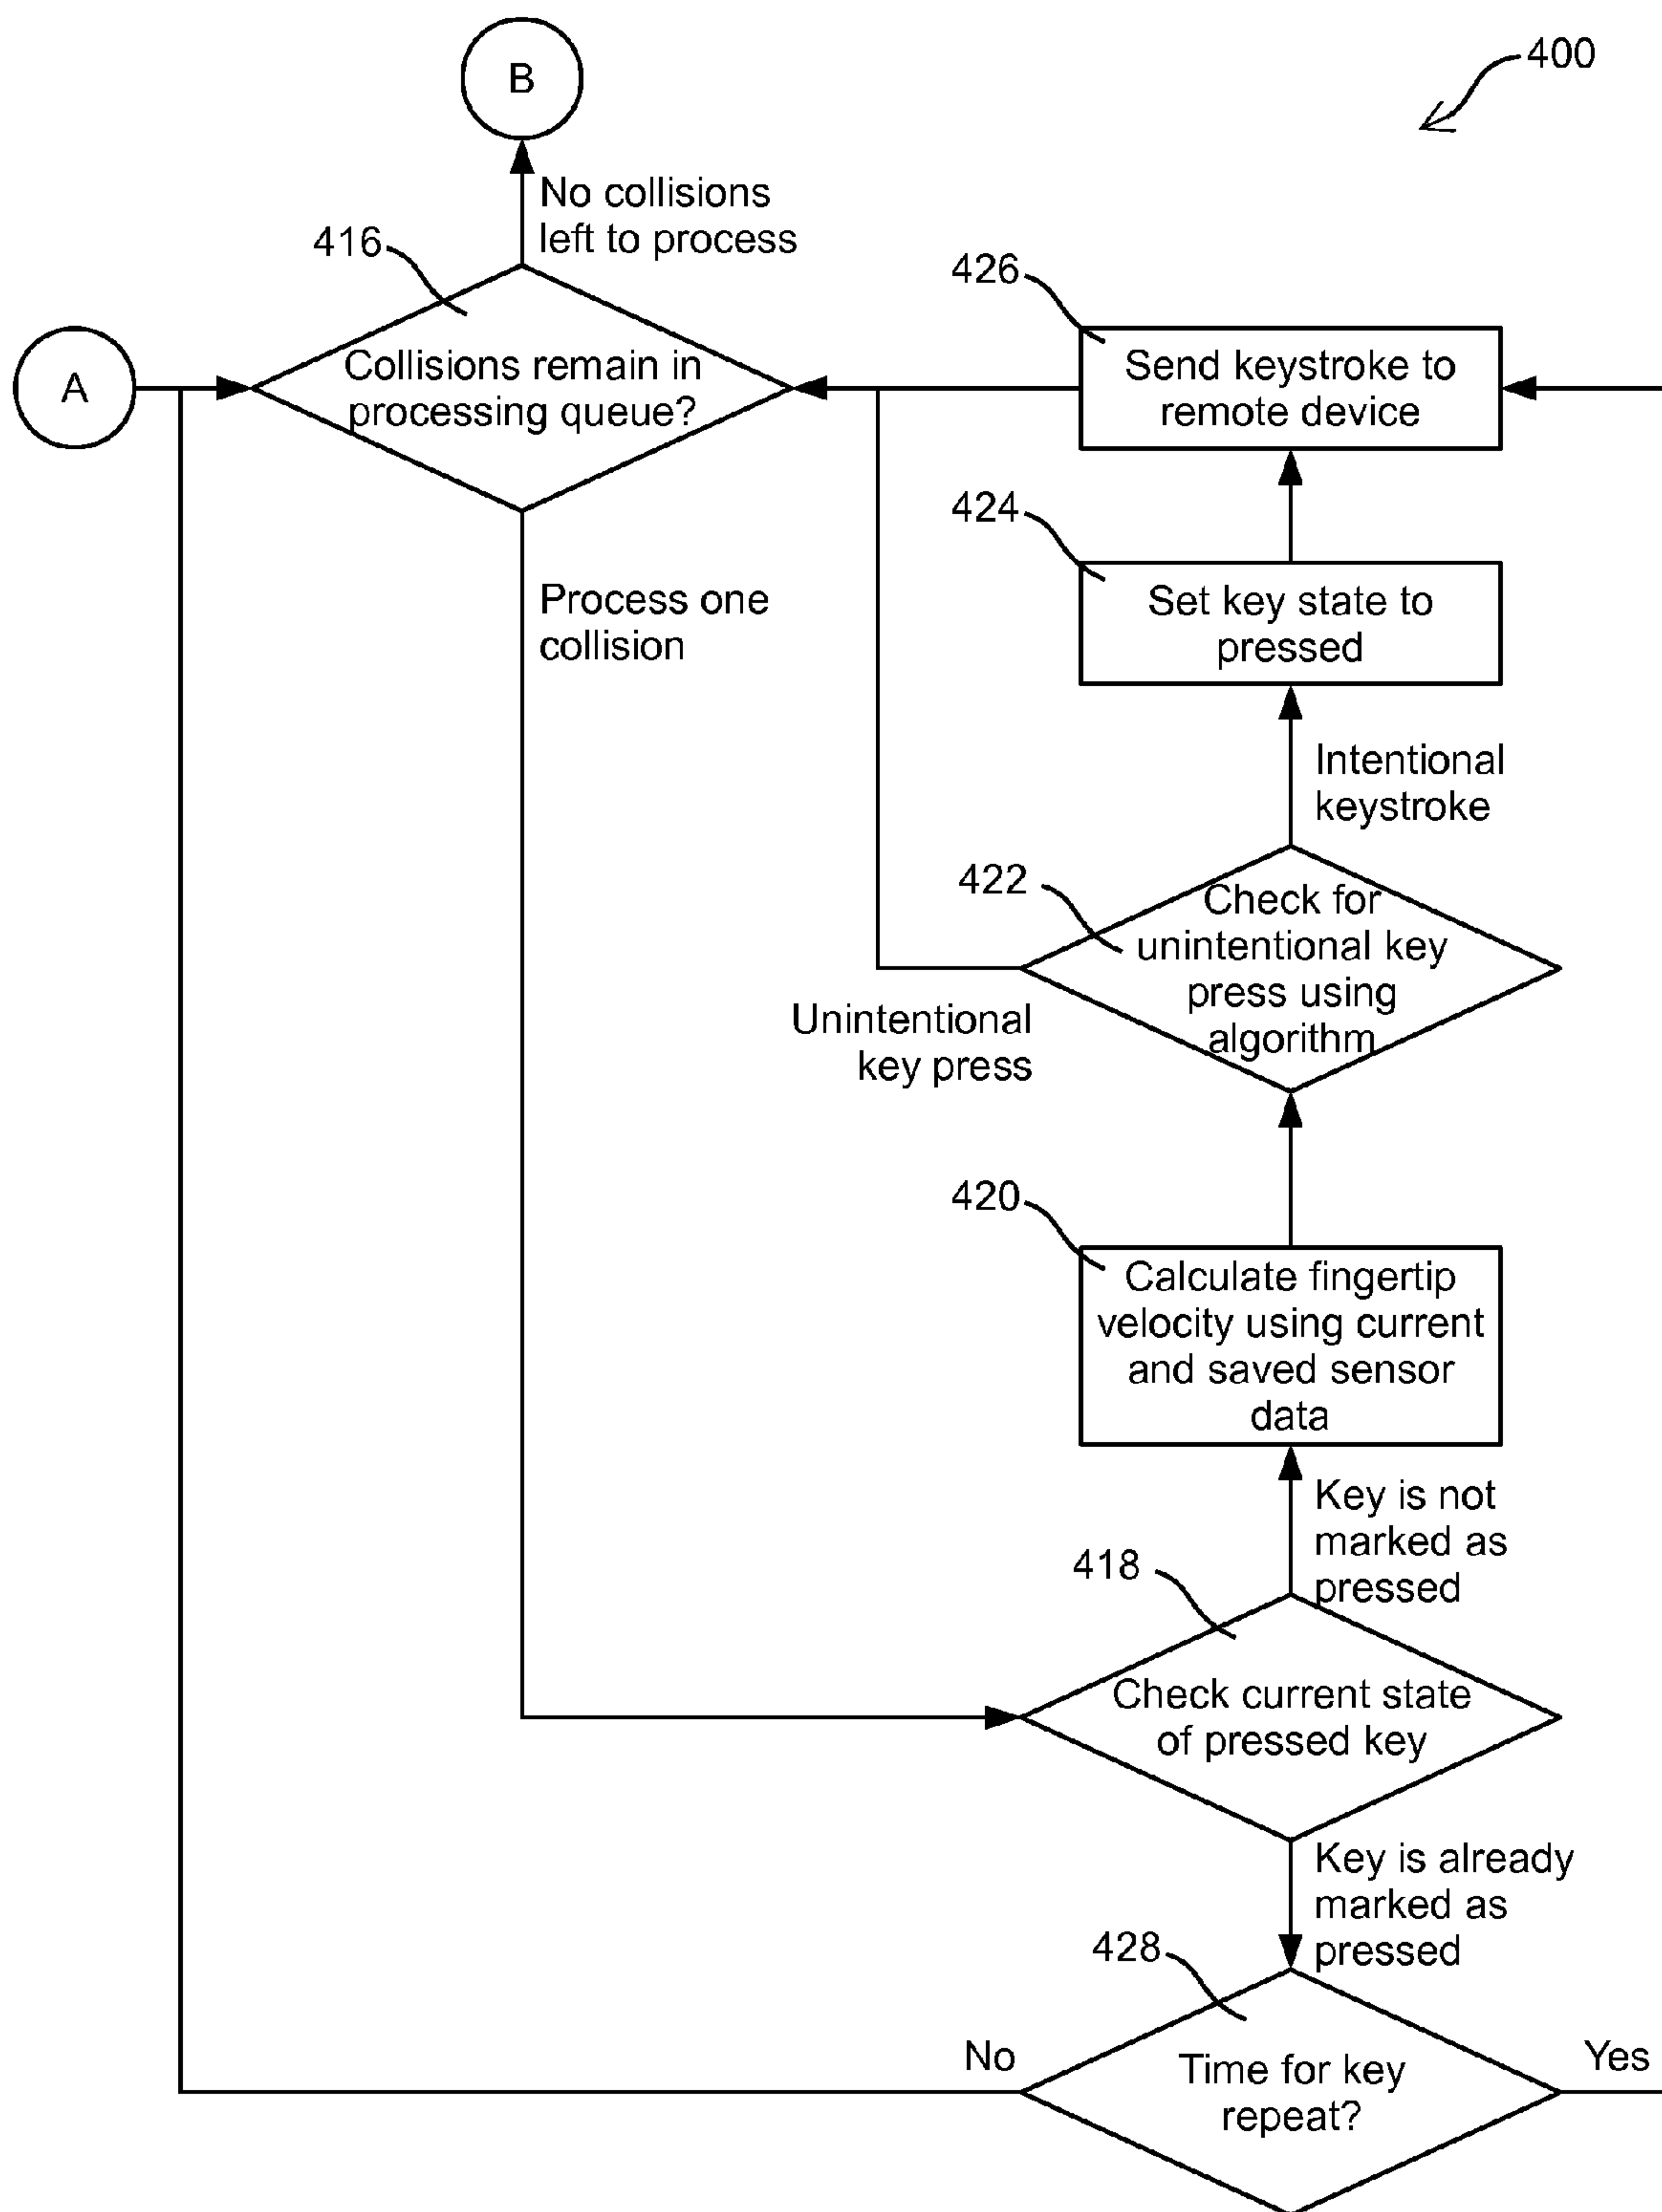 B
400
No collisions
left to process
416
426
A
Collisions remain in
processing queue?
Send keystroke to
remote device
424
Process one
collision
Set key state to
pressed
Intentional
keystroke
422
Check for
unintentional key
press using
algorithm
Unintentional
key press
420
Calculate fingertip
velocity using current
and saved sensor
data
Key is not
marked as
pressed
418
Check current state
of pressed key
Key is already
marked as
pressed
428
No
Time for key
repeat?
Yes